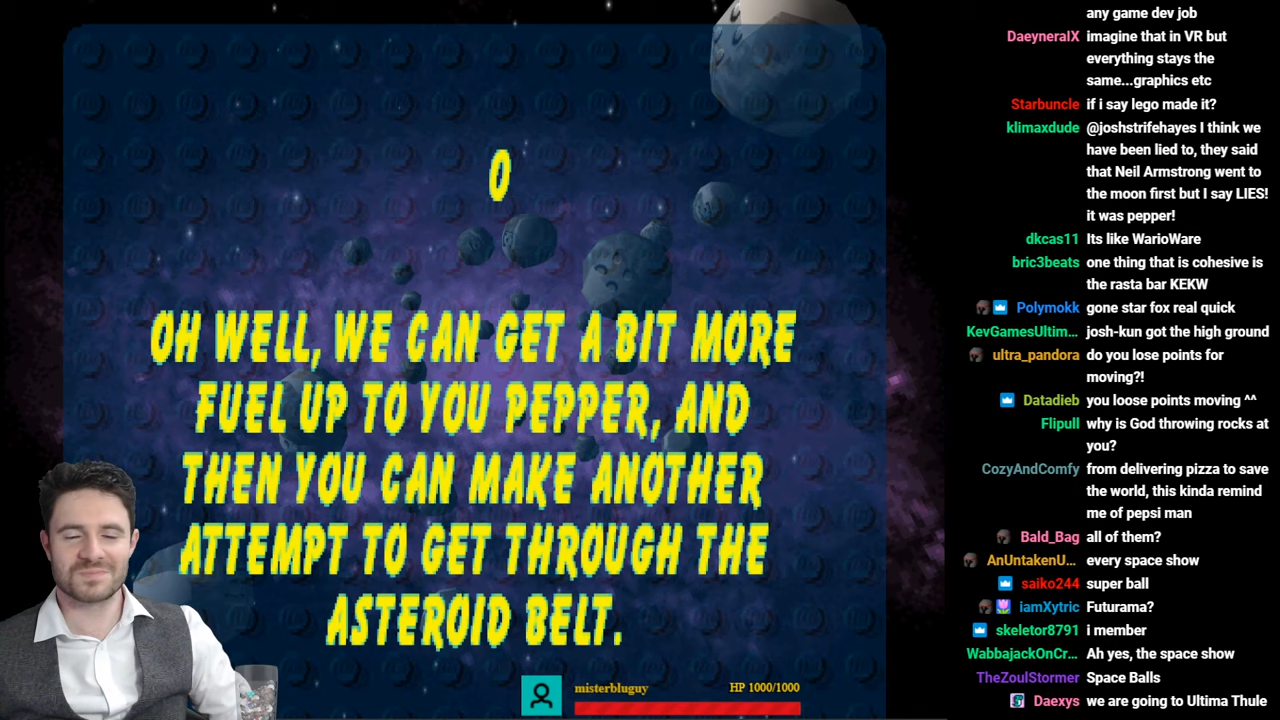 0
OH WELL, WE CAN GET A BIT MORE
FUEL UP TO YOU PEPPER, AND
THEN YOU CAN MAKE ANOTHER
ATTEMPT TO GET THROUGH THE
ASTEROID BELT.
misterbluguy HP 1000/1000
any game dev job
DaeyneraIX imagine that in VR but
everything stays the
same...graphics etc
Starbuncle if i say lego made it?
klimaxdude @joshstrifehayes I think we
have been lied to, they said
that Neil Armstrong went to
the moon first but I say LIES!
it was pepper!
dkcas11 Its like WarioWare
bric3beats one thing that is cohesive is
the rasta bar KEKW
Polymokk gone star fox real quick
KevGamesUltim... josh-kun got the high ground
ultra_pandora do you lose points for
moving?!
Datadieb you loose points moving ^^
Flipull why is God throwing rocks at
you?
CozyAndComfy from delivering pizza to save
the world, this kinda remind
me of pepsi man
Bald_Bag all of them?
AnUntakenU... every space show
saiko244 super ball
iamXytric Futurama?
skeletor8791 i member
WabbajackOnCr... Ah yes, the space show
TheZoulStormer Space Balls
Daexys we are going to Ultima Thule